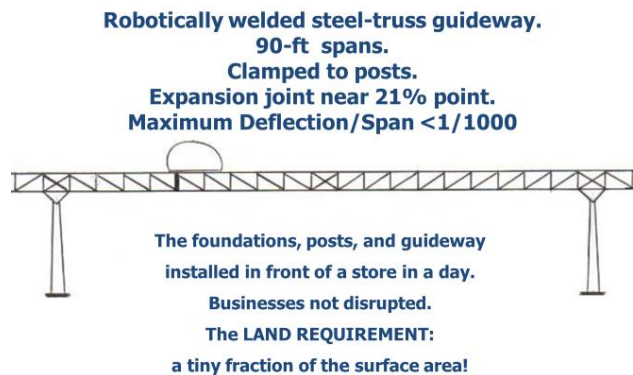 Robotically welded steel-truss guideway.
90-ft spans.
Clamped to posts.
Expansion joint near 21% point.
Maximum Deflection/Span <1/1000
The foundations, posts, and guideway
installed in front of a store in a day.
Businesses not disrupted.
The LAND REQUIREMENT:
a tiny fraction of the surface area!